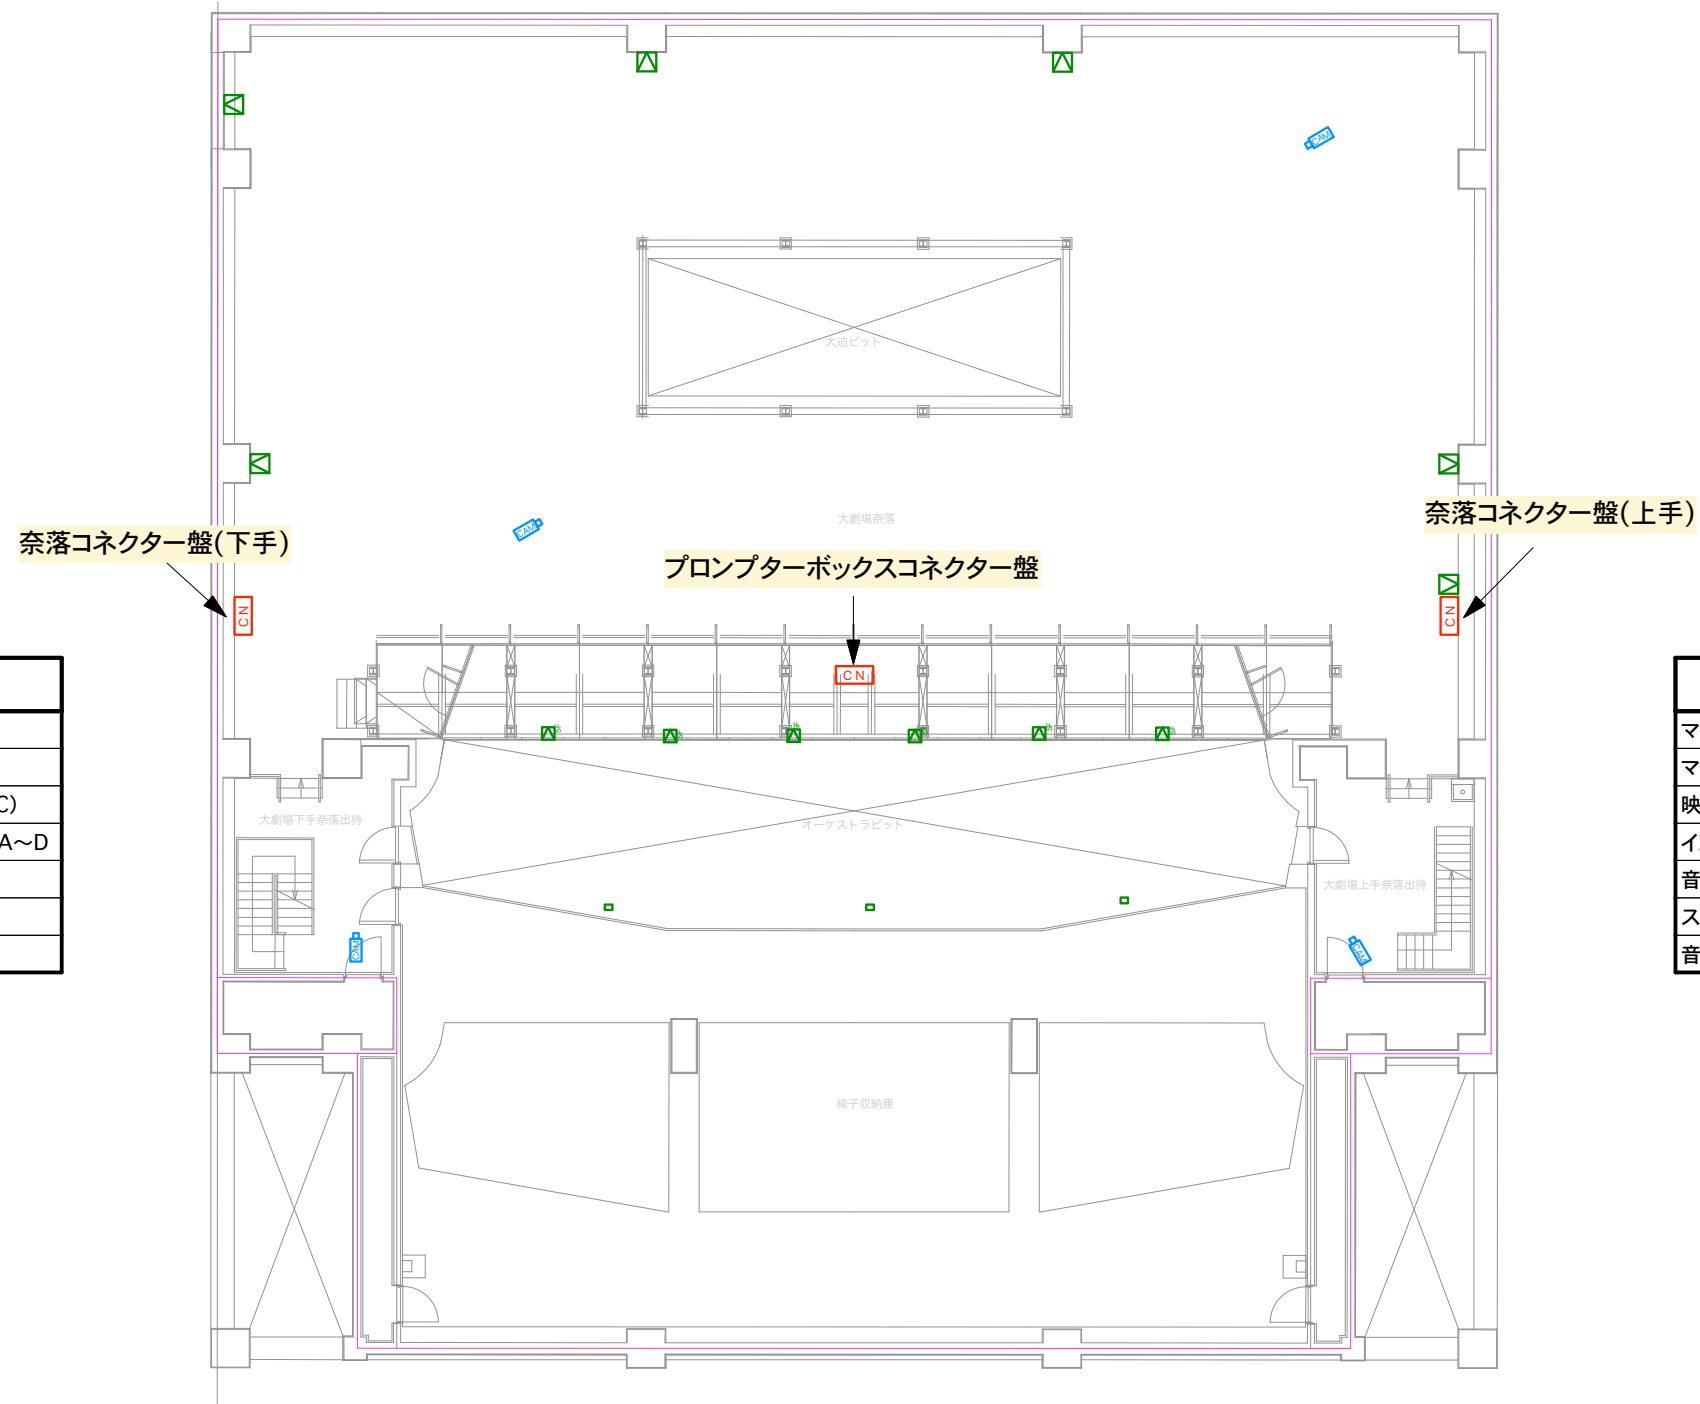 CAM
大迫ピット
大劇場奈落
奈落コネクター盤(上手)
奈落コネクター盤(下手)
CAM
プロンプターボックスコネクター盤
CN
CN
CN
C)
A～D
マ
マ
映
音
ス
音
大劇場下手奈落出待
オーケストラピット
大劇場上手奈落出待
CAM
CAM
椅子収納庫